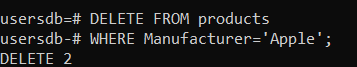 usersdb=# DELETE FROM products
usersdb-# WHERE Manufacturer='Apple';
DELETE 2